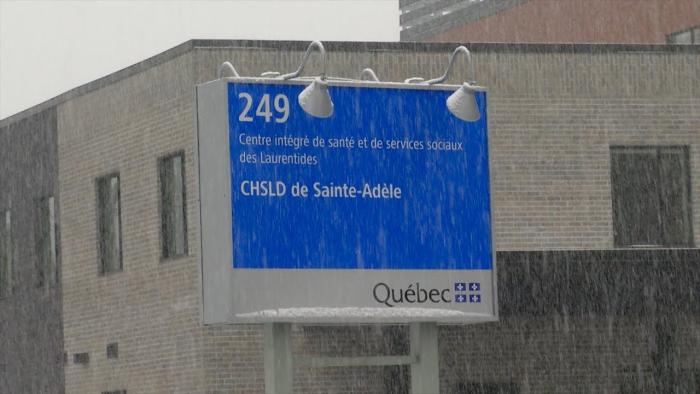 249
Centre intégré de santé et de services sociaux
des Laurentides
CHSLD de Sainte-Adèle
Québec